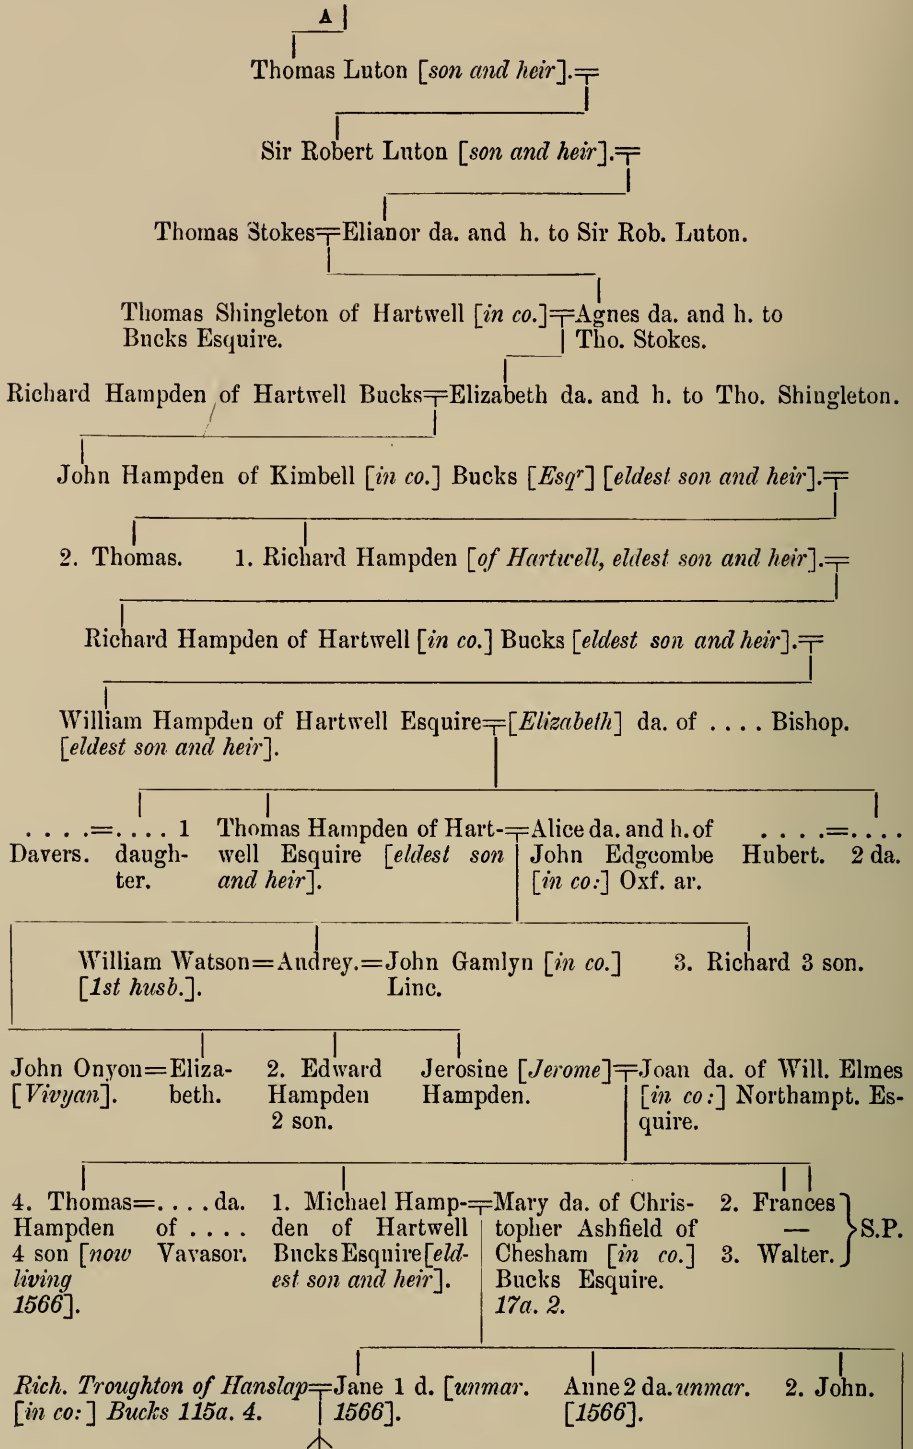 A
Thomas Luton [son and heir].
Sir Robert Luton [son and heir].
Thomas Stokes=Elianor da. and h. to Sir Rob. Luton.
Thomas Shingleton of Hartwell [in co.]=Agnes da. and h. to
Bucks Esquire. Tho. Stokes.
Richard Hampden of Hartwell Bucks=Elizabeth da. and h. to Tho. Shingleton.
John Hampden of Kimbell [in co.] Bucks [Esqr] [eldest son and heir].
2. Thomas. 1. Richard Hampden [of Hartwell, eldest son and heir].
Richard Hampden of Hartwell [in co.] Bucks [eldest son and heir].
William Hampden of Hartwell Esquire=[Elizabeth] da. of . . . . Bishop.
[eldest son and heir].
. . . .=. . . . 1 Thomas Hampden of Hart-=Alice da. and h. of . . . .=. . . .
Davers. daugh- well Esquire [eldest son John Edgcombe Hubert. 2 da.
ter. and heir]. [in co:] Oxf. ar.
William Watson=Audrey.=John Gamlyn [in co.] 3. Richard 3 son.
[1st husb.]. Linc.
John Onyon=Eliza- 2. Edward Jerosine [Jerome]=Joan da. of Will. Elmes
[Vivyan]. beth. Hampden Hampden. [in co:] Northampt. Es-
2 son. quire.
4. Thomas=. . . . da. 1. Michael Hamp-=Mary da. of Chris- 2. Frances
Hampden of . . . . den of Hartwell topher Ashfield of — S.P.
4 son [now Vavasor. Bucks Esquire [eld- Chesham [in co.] 3. Walter.
living est son and heir]. Bucks Esquire.
1566]. 17a. 2.
Rich. Troughton of Hanslap=Jane 1 d. [unmar. Anne 2 da. unmar. 2. John.
[in co:] Bucks 115a. 4. 1566]. [1566].